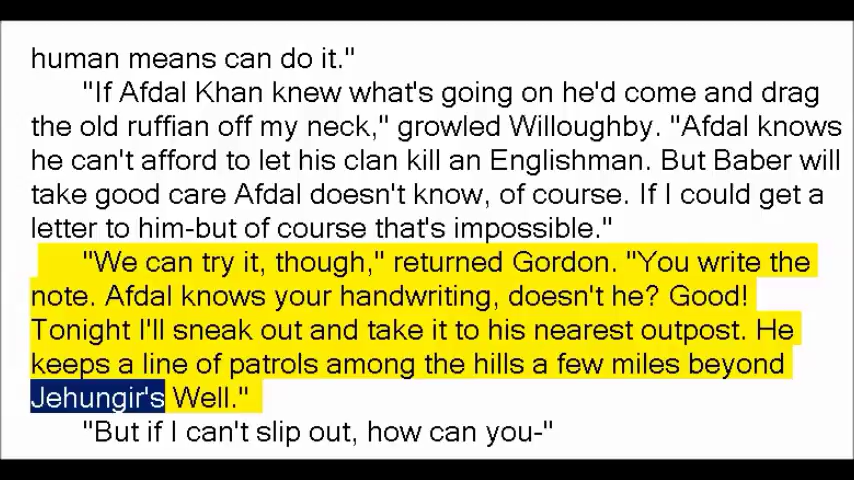 human means can do it."
"If Afdal Khan knew what's going on he'd come and drag
the old ruffian off my neck," growled Willoughby. "Afdal knows
he can't afford to let his clan kill an Englishman. But Baber will
take good care Afdal doesn't know, of course. If I could get a
letter to him-but of course that's impossible."
"We can try it, though," returned Gordon. "You write the
note. Afdal knows your handwriting, doesn't he? Good!
Tonight I'll sneak out and take it to his nearest outpost. He
keeps a line of patrols among the hills a few miles beyond
Jehungir's Well."
"But if I can't slip out, how can you-"